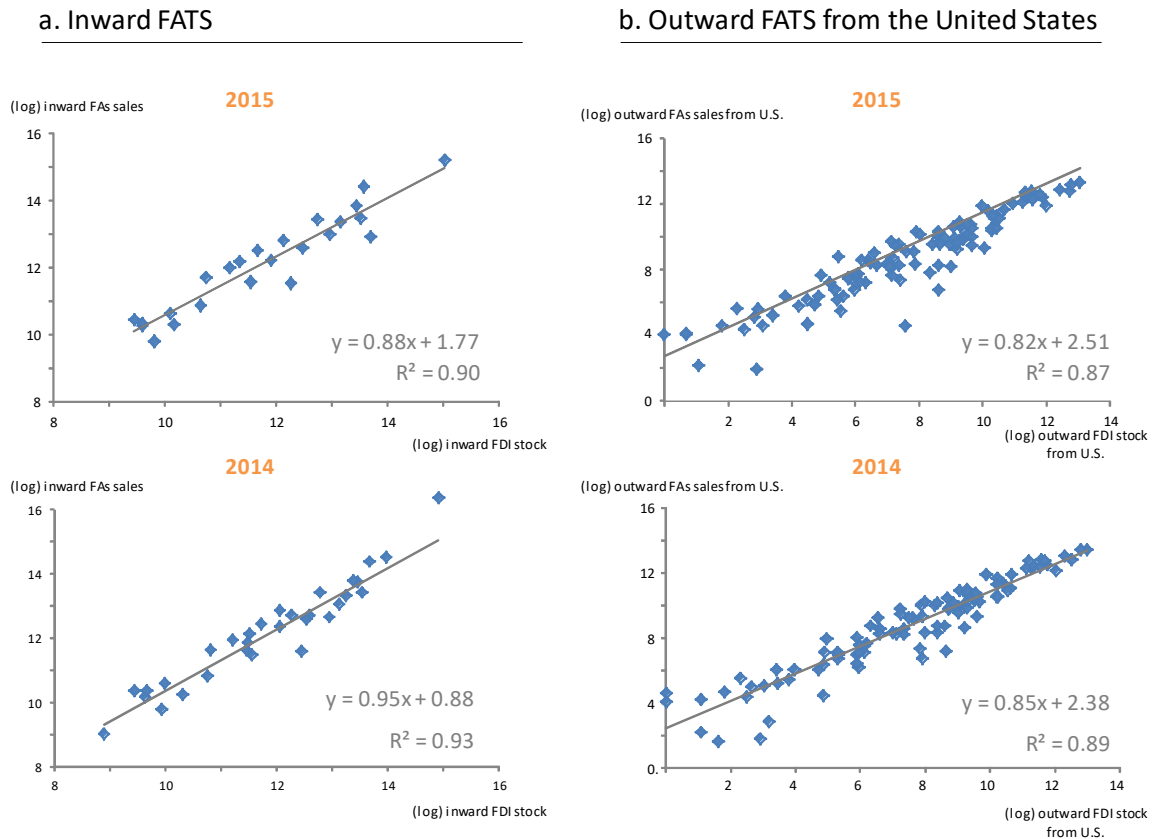 a. Inward FATS
b. Outward FATS from the United States
(log) inward FAs sales
2015
16
14
12
10
8
8
10
12
14
16
y = 0.88x + 1.77
R² = 0.90
(log) inward FDI stock
(log) outward FAs sales from U.S.
2015
16
12
8
4
0
2
4
6
8
10
12
14
y = 0.82x + 2.51
R² = 0.87
(log) outward FDI stock
from U.S.
(log) inward FAs sales
2014
16
14
12
10
8
8
10
12
14
16
y = 0.95x + 0.88
R² = 0.93
(log) inward FDI stock
(log) outward FAs sales from U.S.
2014
16
12
8
4
0.
2
4
6
8
10
12
14
y = 0.85x + 2.38
R² = 0.89
(log) outward FDI stock
from U.S.